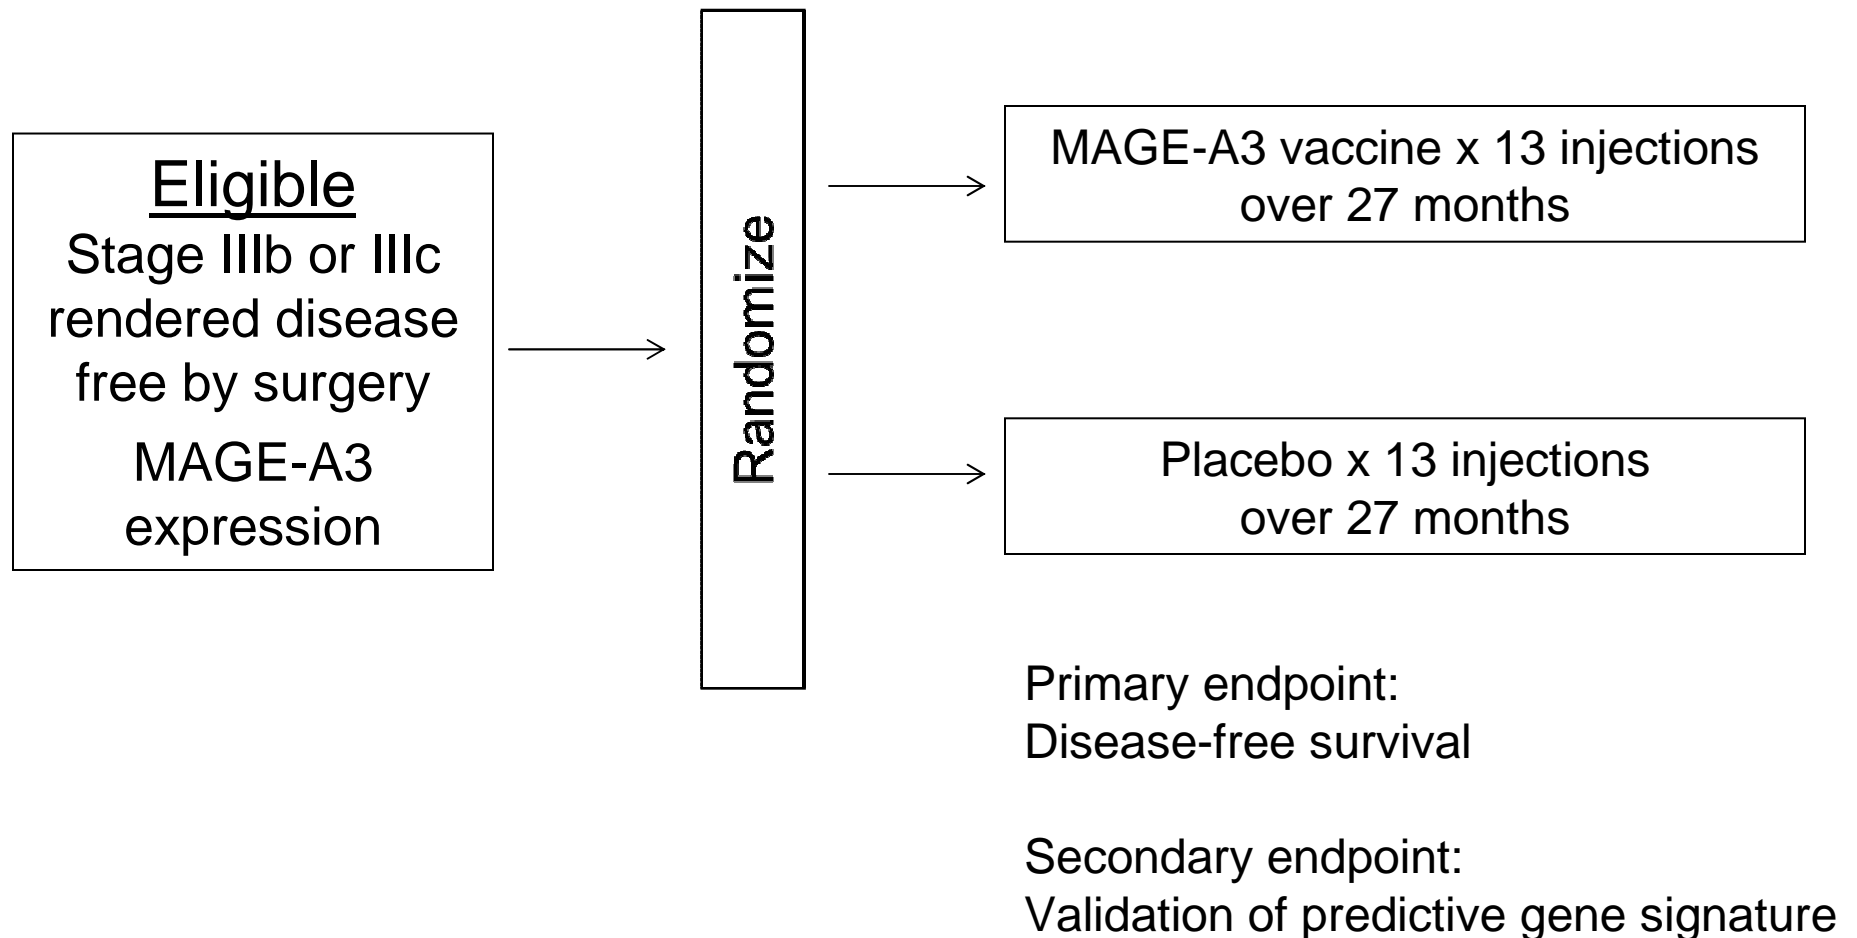 Eligible
Stage IIIb or IIIc
rendered disease
free by surgery
MAGE-A3
expression
Randomize
MAGE-A3 vaccine x 13 injections
over 27 months
Placebo x 13 injections
over 27 months
Primary endpoint:
Disease-free survival
Secondary endpoint:
Validation of predictive gene signature